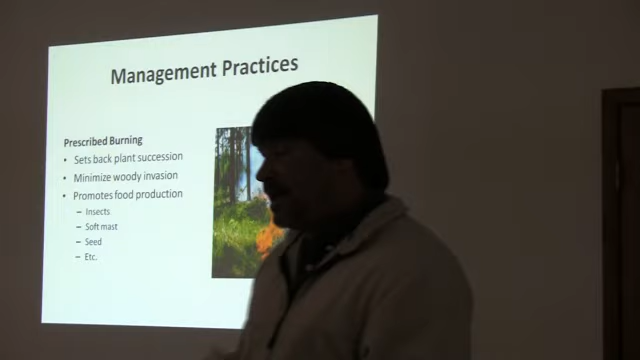 Management Practices
Prescribed Burning
• Sets back plant succession
• Minimize woody invasion
• Promotes food production
– Insects
– Soft mast
– Seed
– Etc.